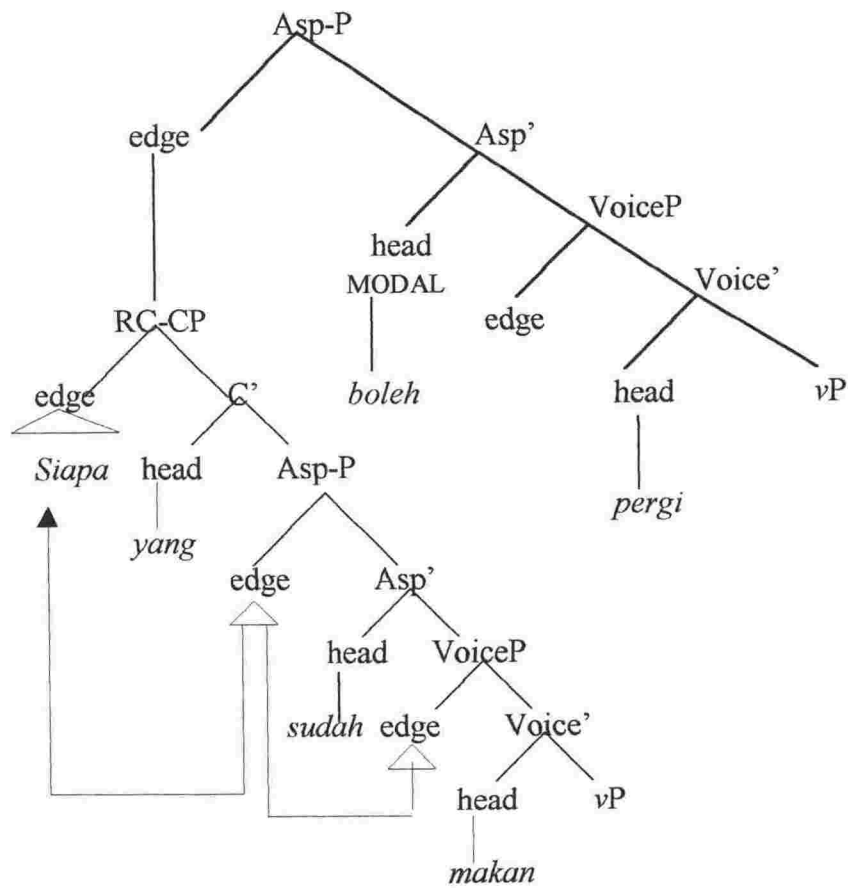 Asp-P
edge Asp’
VoiceP
head
MODAL Voice’
edge
RC-CP
edge C’ boleh head vP
Siapa head Asp-P
pergi
yang
edge Asp’
head VoiceP
sudah edge Voice’
head vP
makan